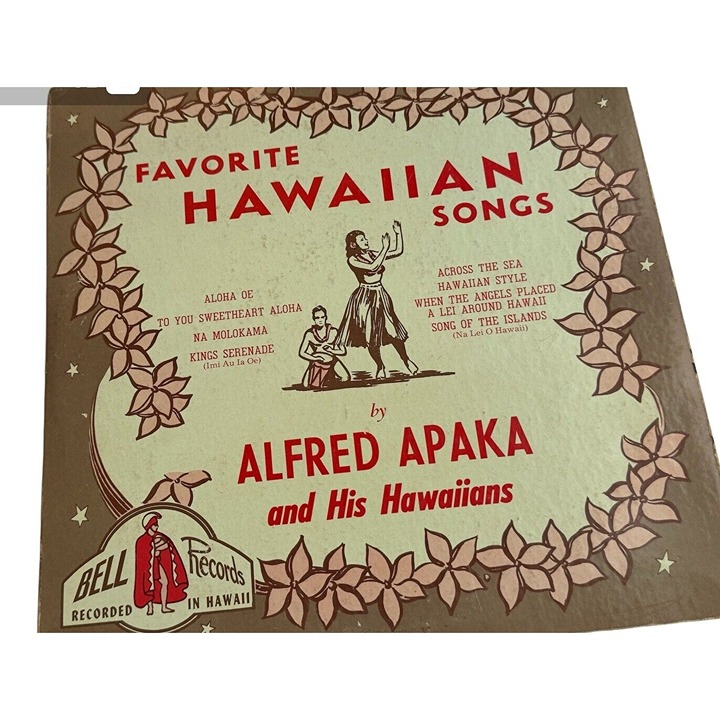 FAVORITE
HAWAIIAN
SONGS
ALOHA OE
TO YOU SWEETHEART ALOHA
NA MOLOKAMA
KINGS SERENADE
(Imi Au Ia Oe)
ACROSS THE SEA
HAWAIIAN STYLE
WHEN THE ANGELS PLACED
A LEI AROUND HAWAII
SONG OF THE ISLANDS
(Na Lei O Hawaii)
by
ALFRED APAKA
and His Hawaiians
BELL Records
RECORDED IN HAWAII